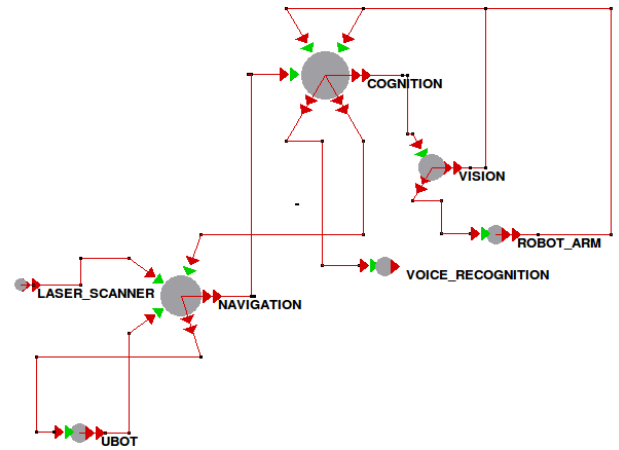 COGNITION
VISION
ROBOT_ARM
VOICE_RECOGNITION
LASER_SCANNER
NAVIGATION
UBOT